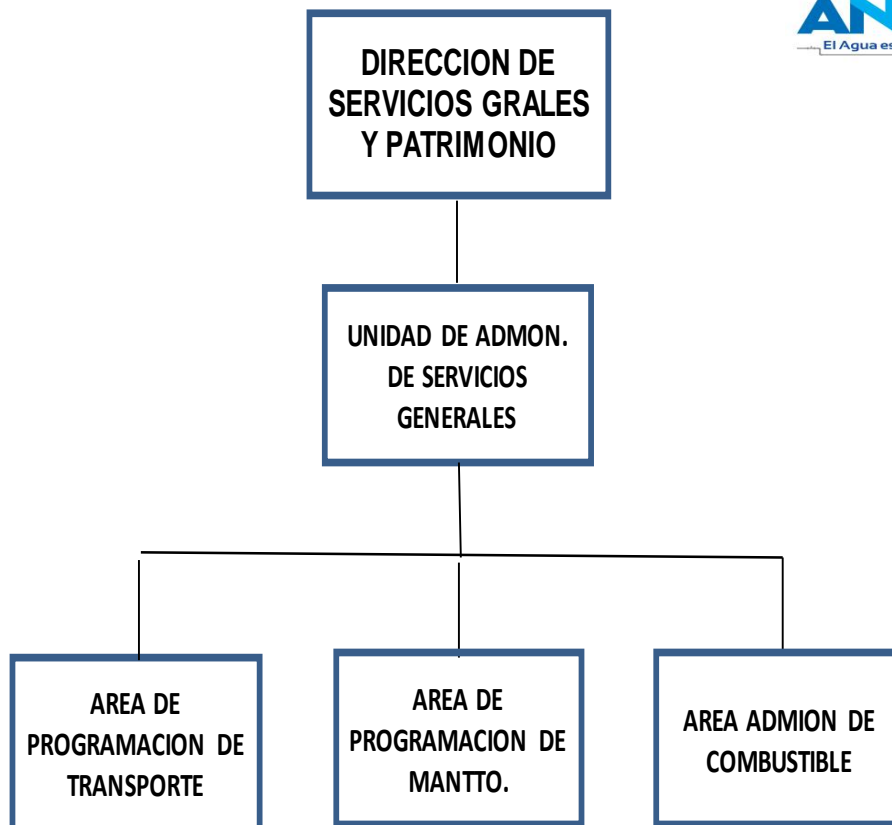 El Agua es
DIRECCION DE
SERVICIOS GRALES
Y PATRIMONIO
UNIDAD DE ADMON.
DE SERVICIOS
GENERALES
AREA DE
PROGRAMACION DE
TRANSPORTE
AREA DE
PROGRAMACION DE
MANTTO.
AREA ADMION DE
COMBUSTIBLE